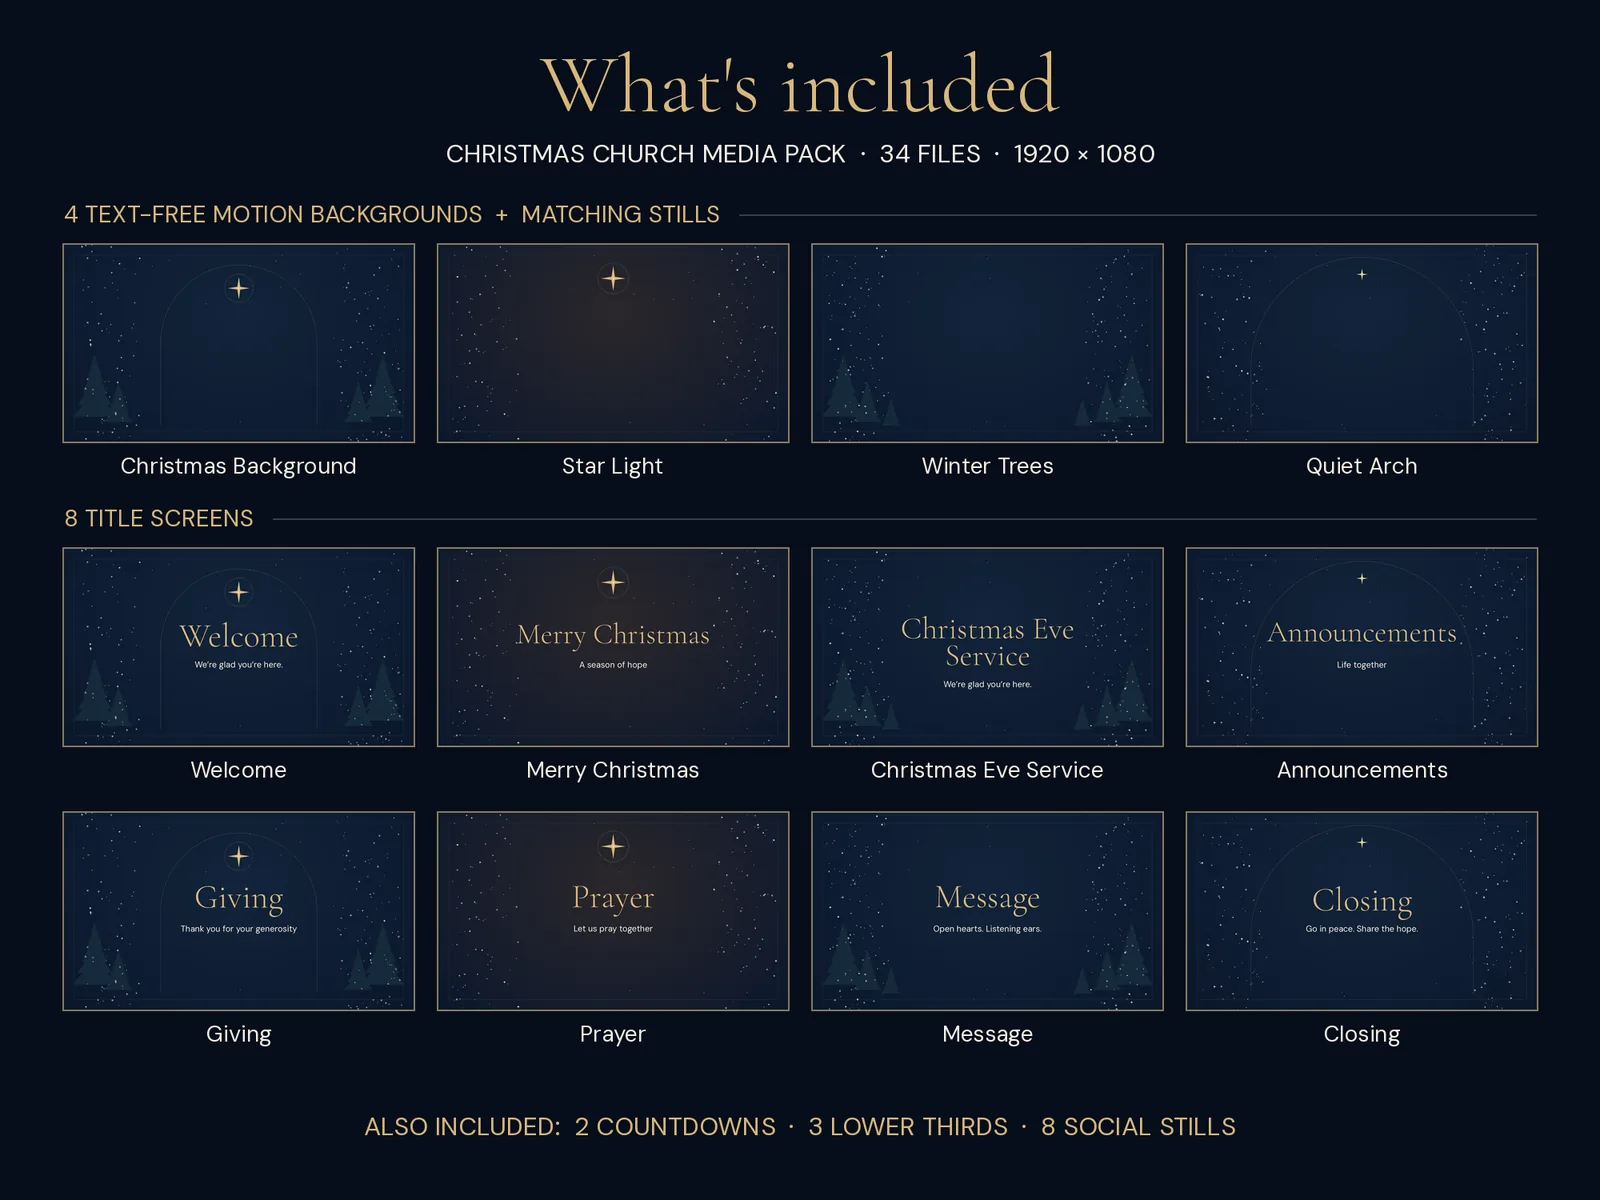 What's included
CHRISTMAS CHURCH MEDIA PACK · 34 FILES · 1920 × 1080
4 TEXT-FREE MOTION BACKGROUNDS + MATCHING STILLS
Christmas Background
Star Light
Winter Trees
Quiet Arch
8 TITLE SCREENS
Welcome
We're glad you're here.
Welcome
Merry Christmas
A season of hope
Merry Christmas
Christmas Eve
Service
We're glad you're here.
Christmas Eve Service
Announcements
Life together
Announcements
Giving
Thank you for your generosity
Giving
Prayer
Let us pray together
Prayer
Message
Open hearts. Listening ears.
Message
Closing
Go in peace. Share the hope.
Closing
ALSO INCLUDED: 2 COUNTDOWNS · 3 LOWER THIRDS · 8 SOCIAL STILLS